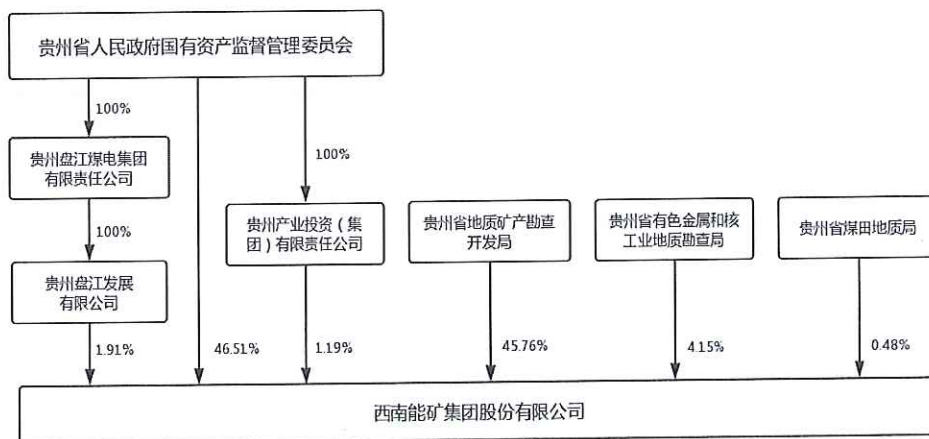 贵州省人民政府国有资产监督管理委员会
100%
贵州盘江煤电集团
有限责任公司
100%
贵州产业投资（集
团）有限责任公司
贵州省地质矿产勘查
开发局
贵州省有色金属和核
工业地质勘查局
贵州省煤田地质局
100%
贵州盘江发展
有限公司
1.91%
46.51%
1.19%
45.76%
4.15%
0.48%
西南能矿集团股份有限公司